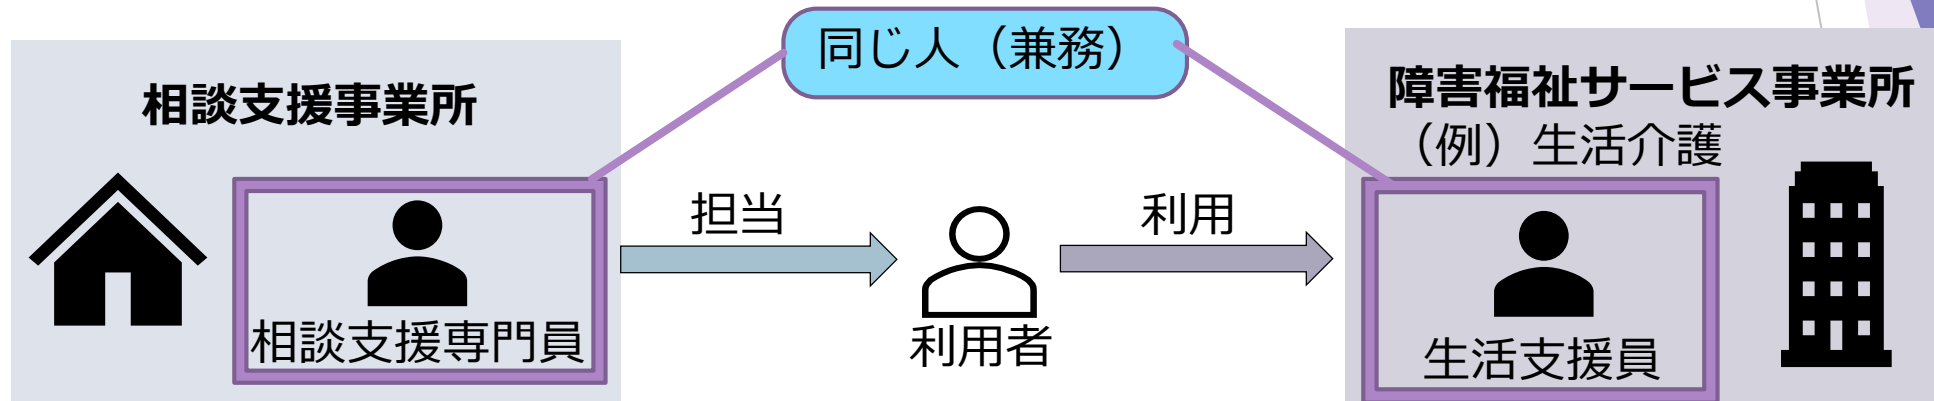 同じ人（兼務）
相談支援事業所
相談支援専門員
担当
利用者
利用
障害福祉サービス事業所
（例）生活介護
生活支援員